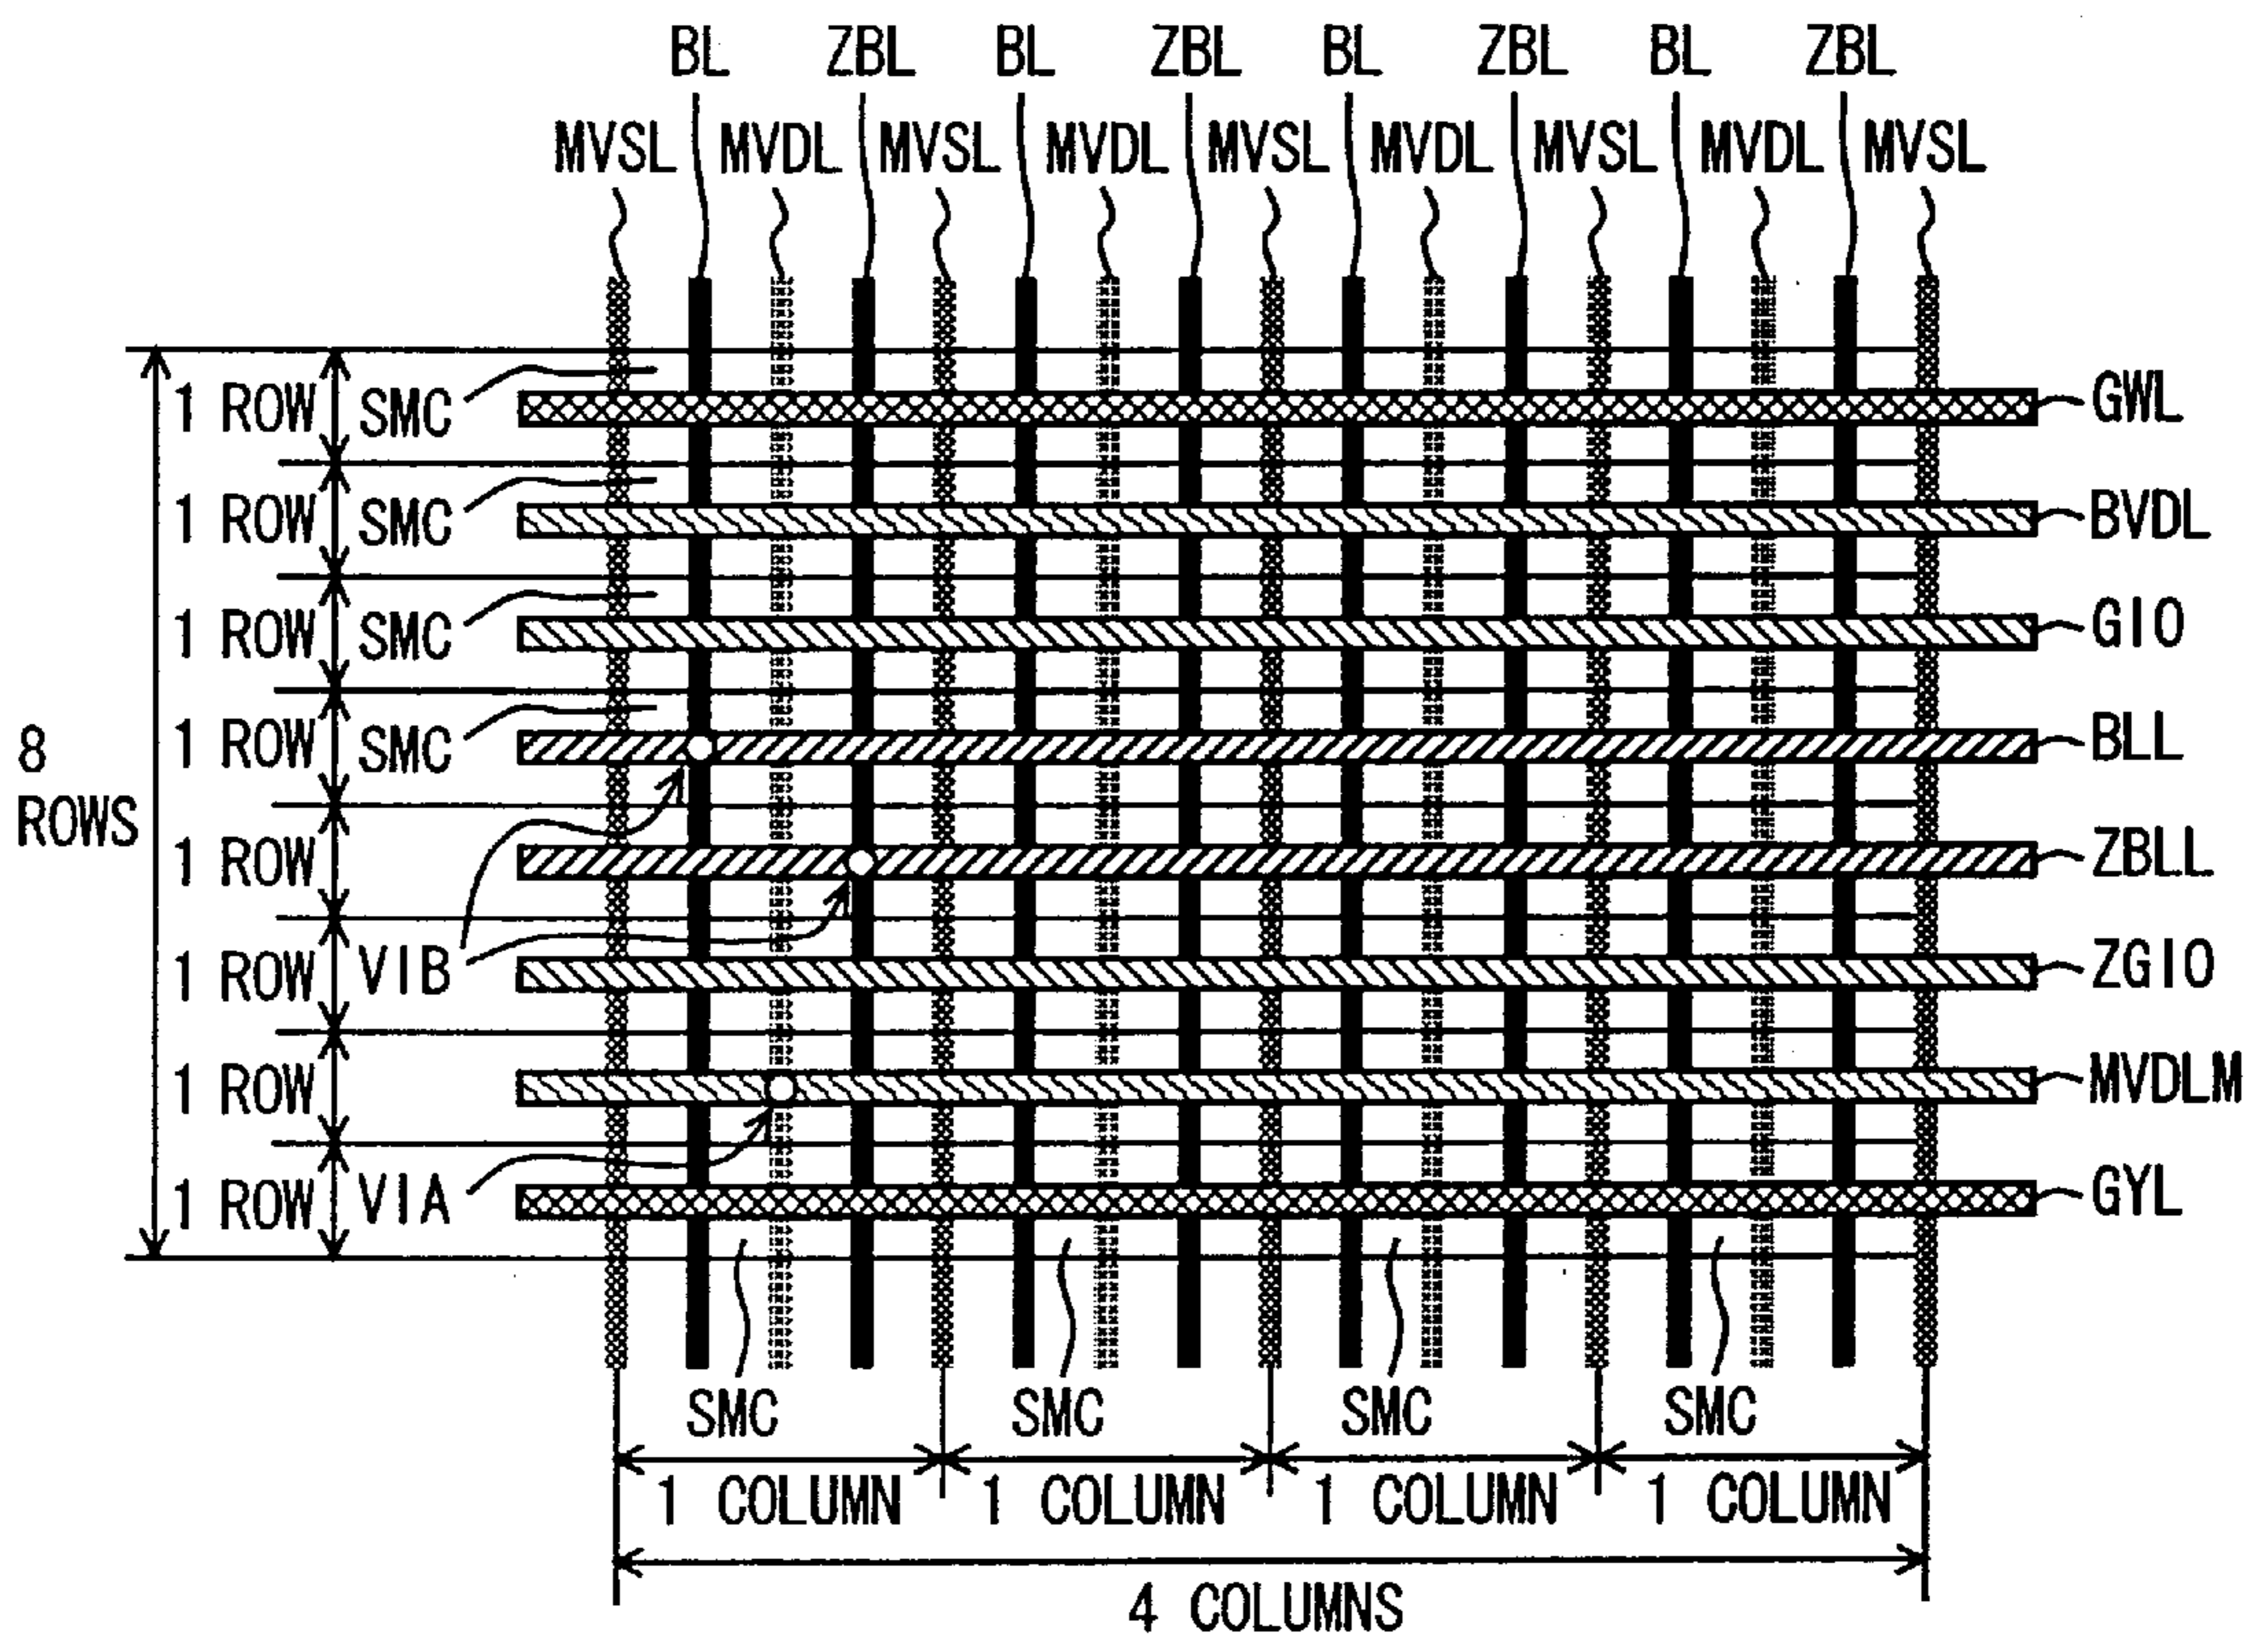 BL ZBL BL ZBL BL ZBL BL ZBL
MVSL MVDL MVSL MVDL MVSL MVDL MVSL MVDL MVSL
1 ROW SMC GWL
1 ROW SMC BVDL
1 ROW SMC GIO
1 ROW SMC BLL
8
ROWS
1 ROW ZBLL
1 ROW VIB ZGIO
1 ROW MVDLM
1 ROW VIA GYL
SMC SMC SMC SMC
1 COLUMN 1 COLUMN 1 COLUMN 1 COLUMN
4 COLUMNS